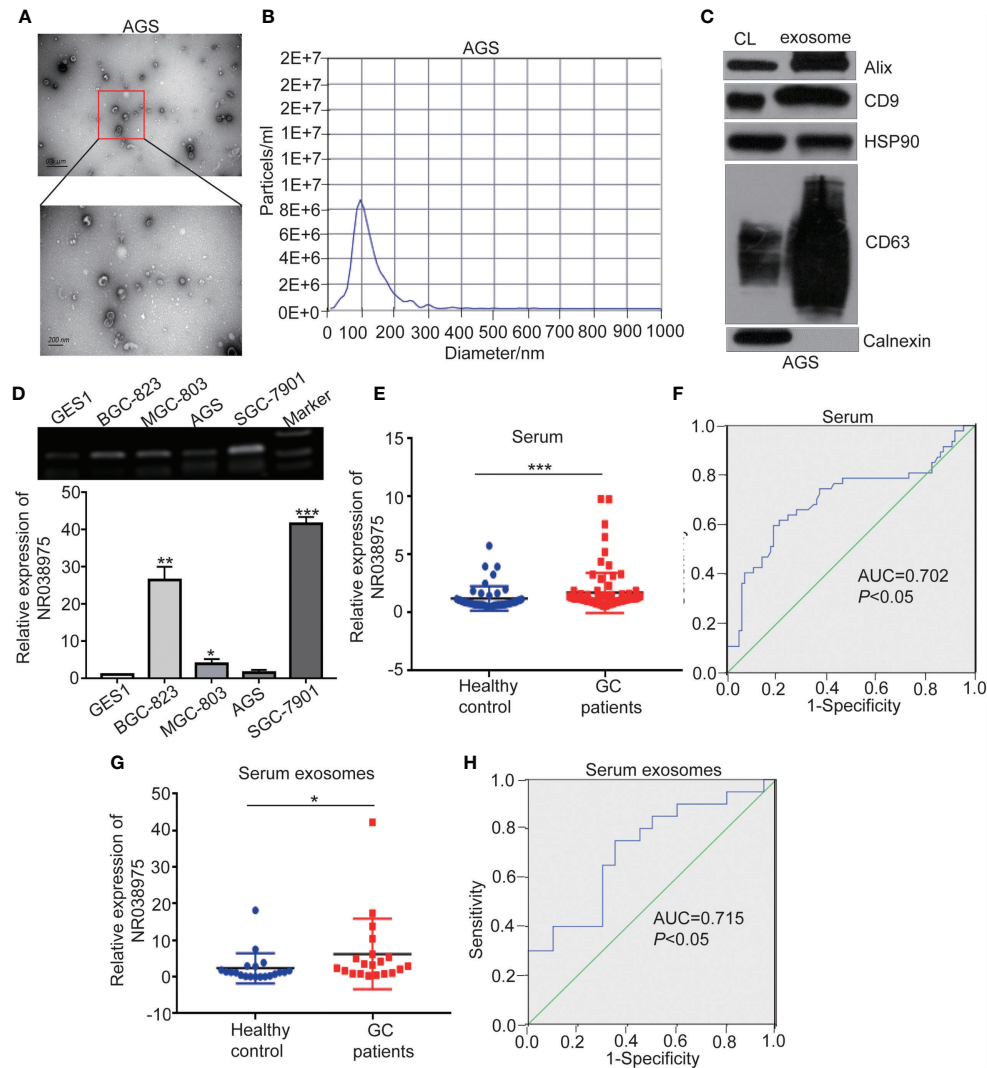 A
AGS
200 nm
B
AGS
Particels/ml
2E+7
2E+7
2E+7
1E+7
1E+7
1E+7
8E+6
6E+6
4E+6
2E+6
0E+0
0 100 200 300 400 500 600 700 800 900 1000
Diameter/nm
C
CL exosome
Alix
CD9
HSP90
CD63
Calnexin
AGS
D
GES1 BGC-823 MGC-803 AGS SGC-7901 Marker
Relative expression of
NR038975
50
40
30
20
10
0
**
*
***
GES1 BGC-823 MGC-803 AGS SGC-7901
E
Serum
***
Relative expression of
NR038975
15
10
5
0
-5
Healthy
control
GC
patients
F
Serum
1.0
0.8
0.6
0.4
0.2
0.0
AUC=0.702
P<0.05
0.0 0.2 0.4 0.6 0.8 1.0
1-Specificity
G
Serum exosomes
*
Relative expression of
NR038975
50
40
30
20
10
0
-10
Healthy
control
GC
patients
H
Serum exosomes
Sensitivity
1.0
0.8
0.6
0.4
0.2
0.0
AUC=0.715
P<0.05
0.0 0.2 0.4 0.6 0.8 1.0
1-Specificity